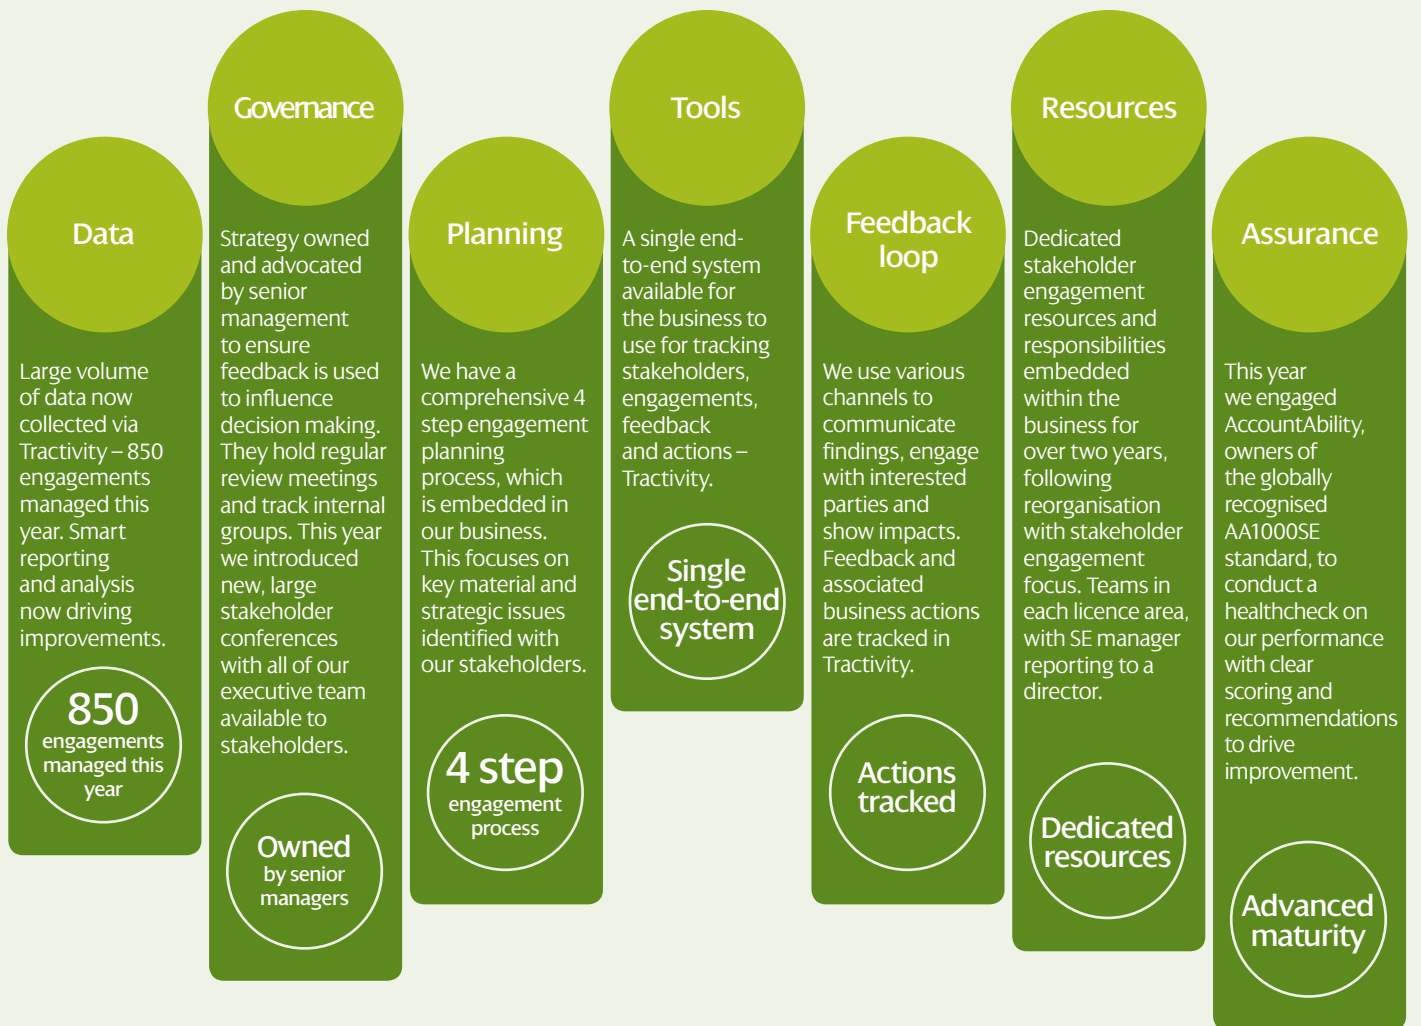 Data
Large volume
of data now
collected via
Tractivity – 850
engagements
managed this
year. Smart
reporting
and analysis
now driving
improvements.
850
engagements
managed this
year
Governance
Strategy owned
and advocated
by senior
management
to ensure
feedback is used
to influence
decision making.
They hold regular
review meetings
and track internal
groups. This year
we introduced
new, large
stakeholder
conferences
with all of our
executive team
available to
stakeholders.
Owned
by senior
managers
Planning
We have a
comprehensive 4
step engagement
planning
process, which
is embedded in
our business.
This focuses on
key material and
strategic issues
identified with
our stakeholders.
4 step
engagement
process
Tools
A single end-
to-end system
available for
the business to
use for tracking
stakeholders,
engagements,
feedback
and actions –
Tractivity.
Single
end-to-end
system
Feedback
loop
We use various
channels to
communicate
findings, engage
with interested
parties and
show impacts.
Feedback and
associated
business actions
are tracked in
Tractivity.
Actions
tracked
Resources
Dedicated
stakeholder
engagement
resources and
responsibilities
embedded
within the
business for
over two years,
following
reorganisation
with stakeholder
engagement
focus. Teams in
each licence area,
with SE manager
reporting to a
director.
Dedicated
resources
Assurance
This year
we engaged
AccountAbility,
owners of
the globally
recognised
AA1000SE
standard, to
conduct a
healthcheck on
our performance
with clear
scoring and
recommendations
to drive
improvement.
Advanced
maturity